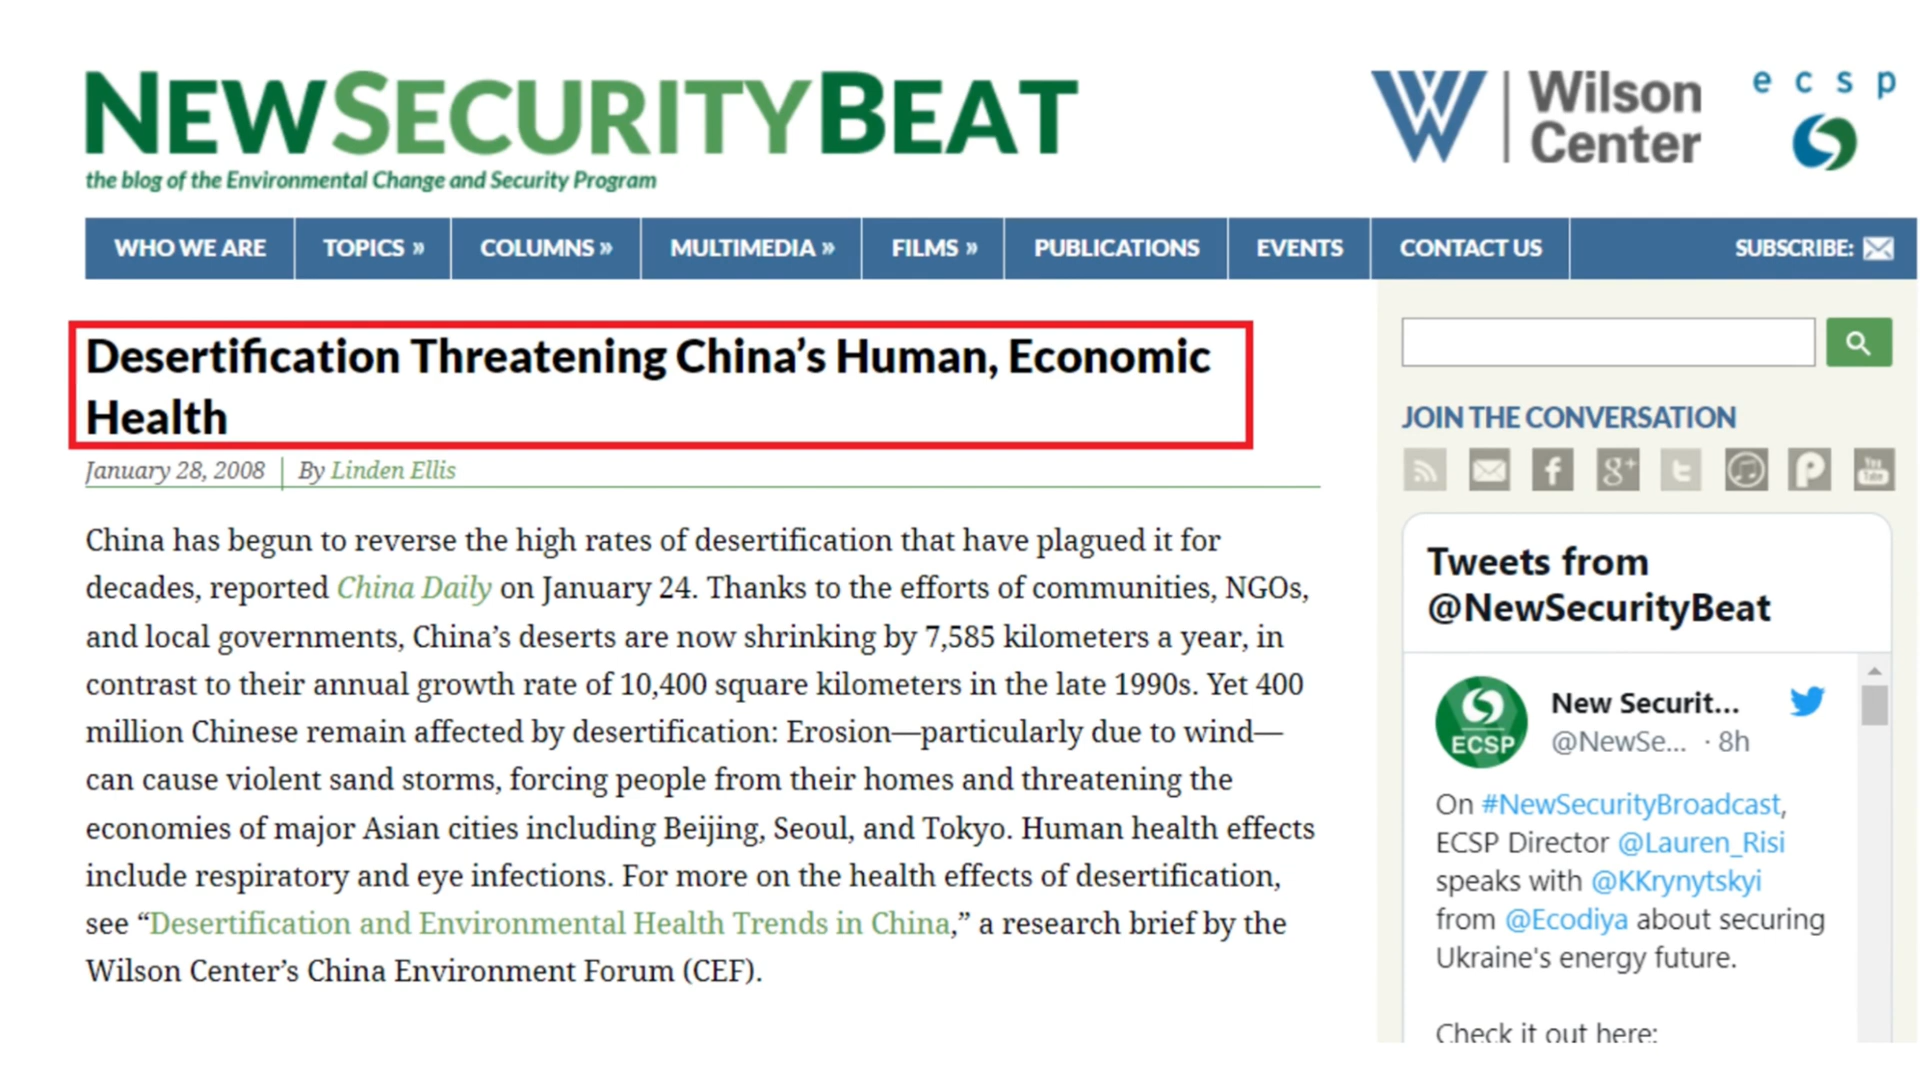 NEWSECURITYBEAT
the blog of the Environmental Change and Security Program
Wilson
Center
e c s p
WHO WE ARE
TOPICS »
COLUMNS »
MULTIMEDIA »
FILMS »
PUBLICATIONS
EVENTS
CONTACT US
SUBSCRIBE:
Desertification Threatening China’s Human, Economic
Health
January 28, 2008 | By Linden Ellis
China has begun to reverse the high rates of desertification that have plagued it for
decades, reported China Daily on January 24. Thanks to the efforts of communities, NGOs,
and local governments, China’s deserts are now shrinking by 7,585 kilometers a year, in
contrast to their annual growth rate of 10,400 square kilometers in the late 1990s. Yet 400
million Chinese remain affected by desertification: Erosion—particularly due to wind—
can cause violent sand storms, forcing people from their homes and threatening the
economies of major Asian cities including Beijing, Seoul, and Tokyo. Human health effects
include respiratory and eye infections. For more on the health effects of desertification,
see “Desertification and Environmental Health Trends in China,” a research brief by the
Wilson Center’s China Environment Forum (CEF).
JOIN THE CONVERSATION
You
Tube
Tweets from
@NewSecurityBeat
ECSP
New Securit...
@NewSe... · 8h
On #NewSecurityBroadcast,
ECSP Director @Lauren_Risi
speaks with @KKrynytskyi
from @Ecodiya about securing
Ukraine's energy future.
Check it out here: